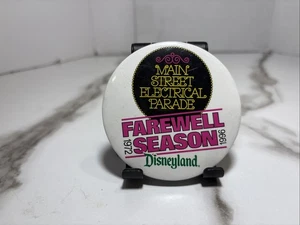 MAIN
STREET
ELECTRICAL
PARADE
FAREWELL
1972 SEASON 1996
Disneyland.